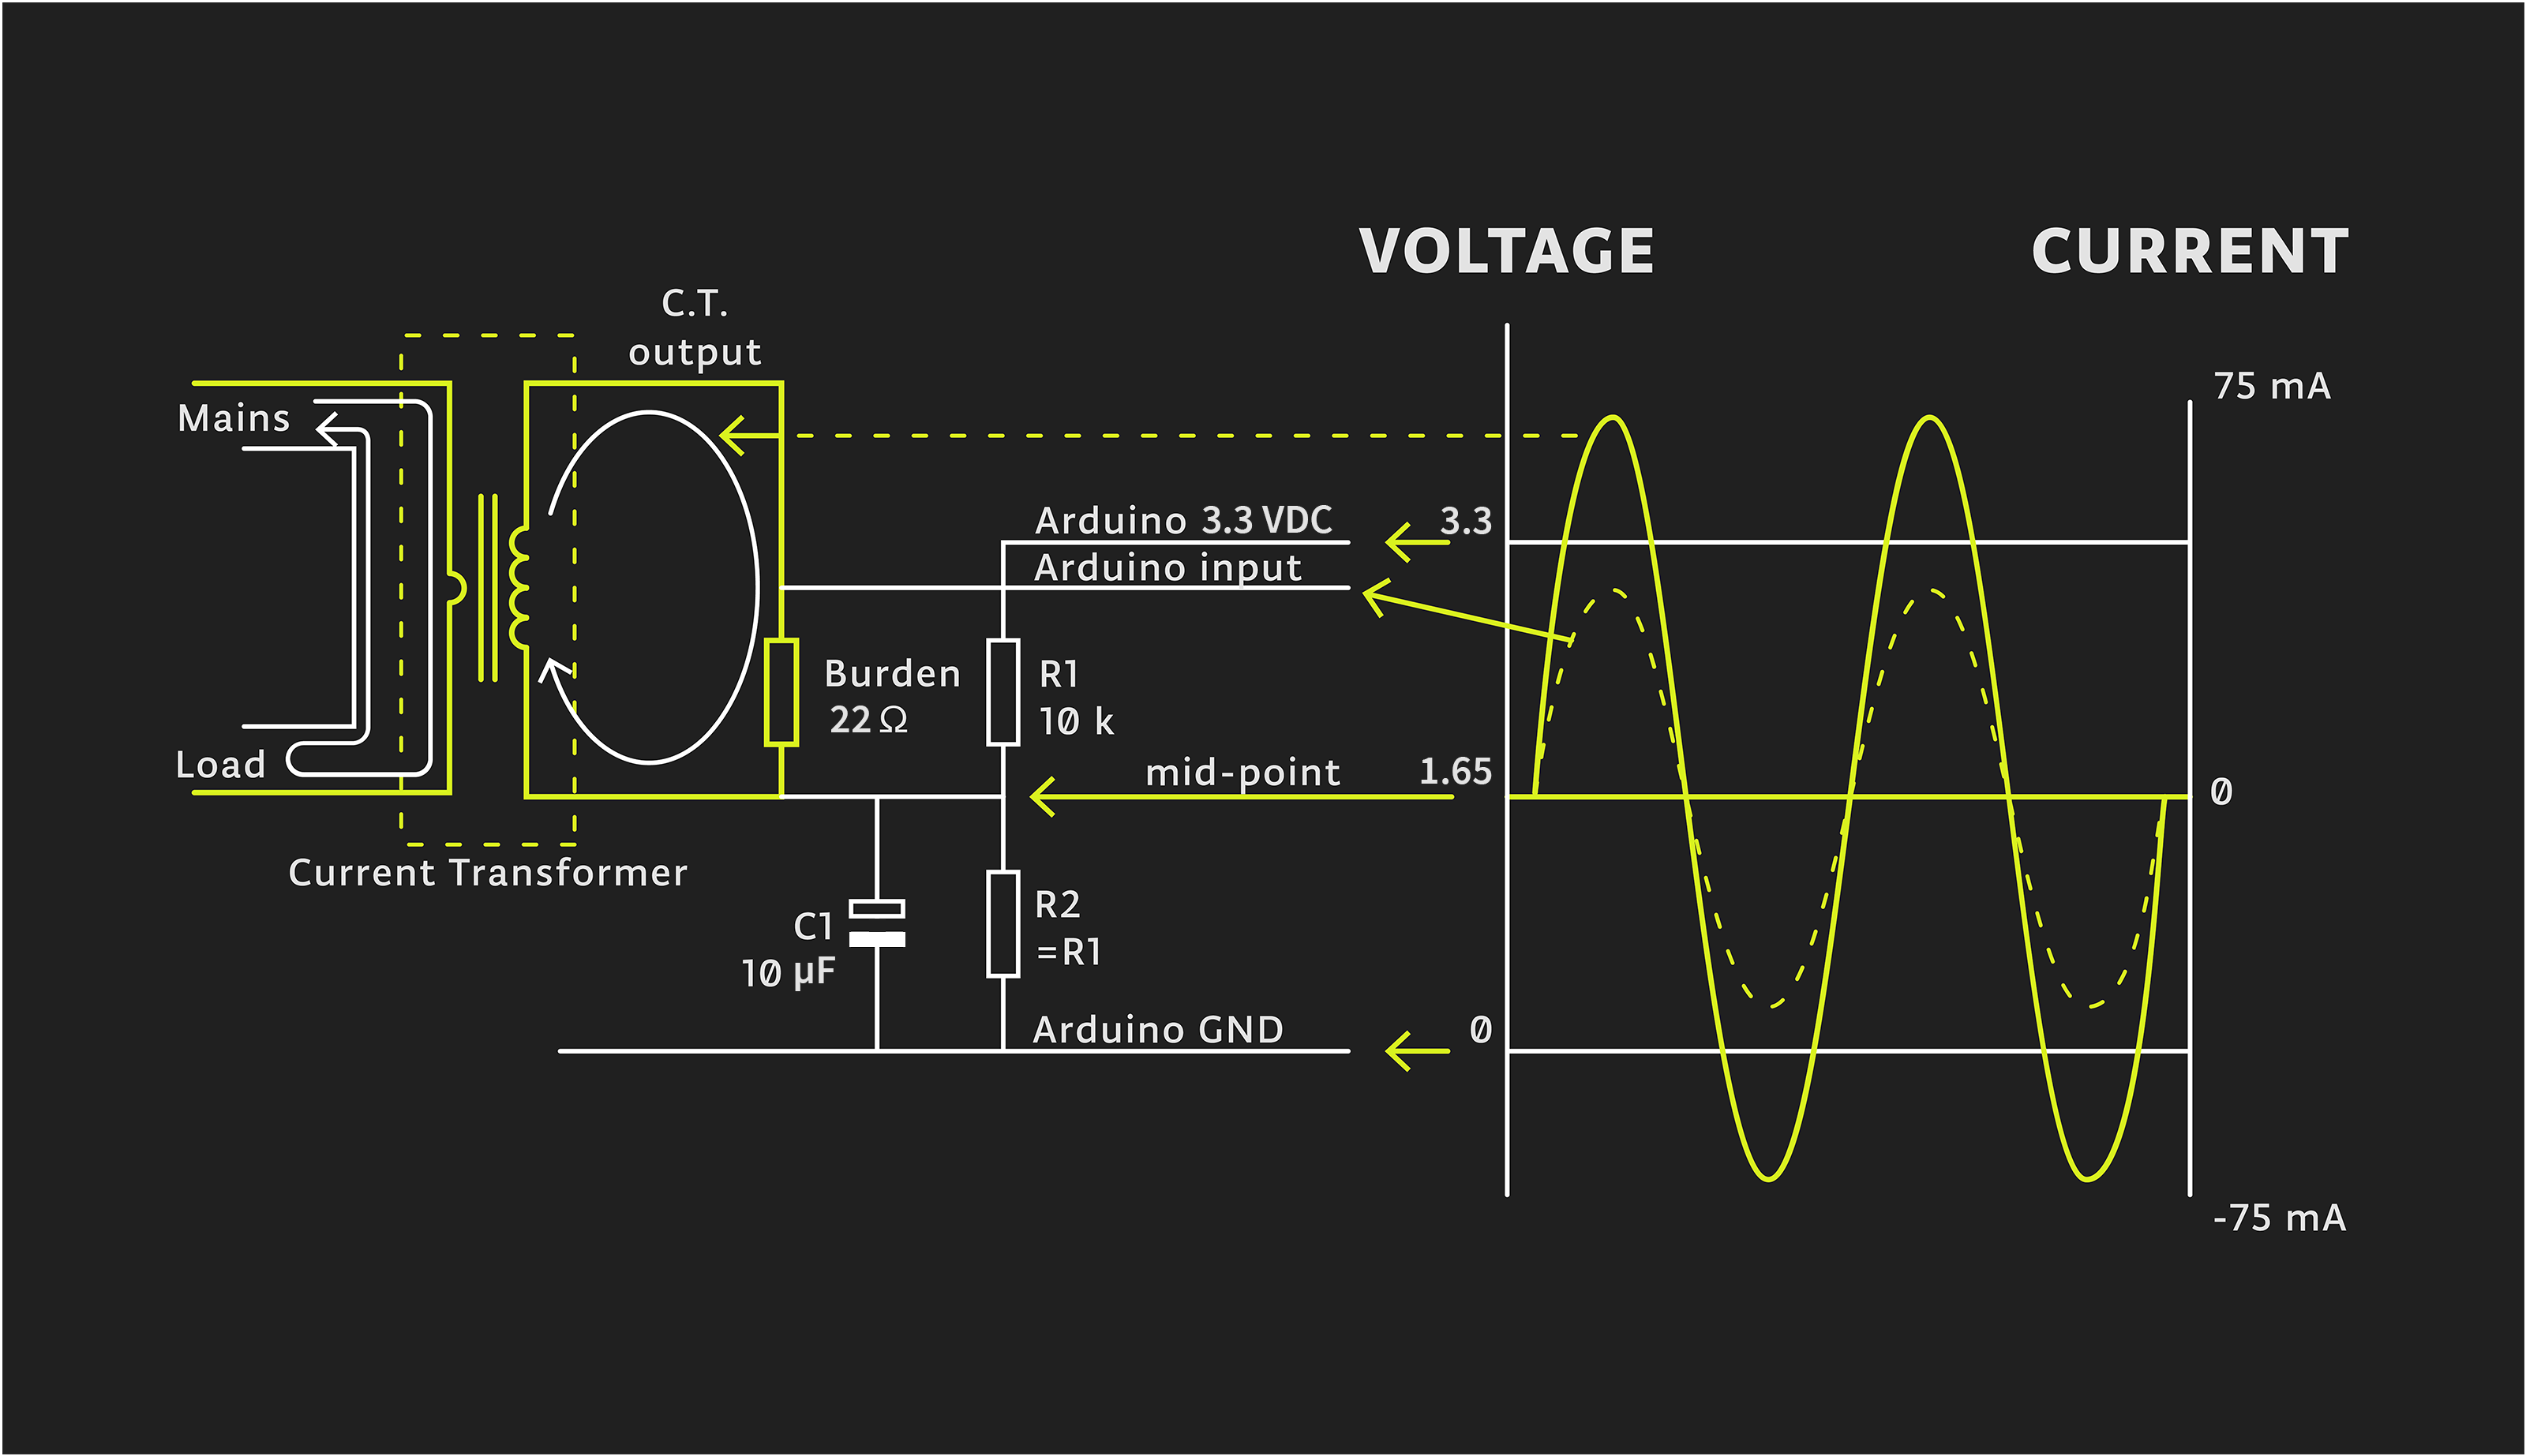 VOLTAGE
CURRENT
C.T.
output
75 mA
Mains
Arduino 3.3 VDC
3.3
Arduino input
Burden
22 Ω
R1
10 k
Load
mid-point
1.65
0
Current Transformer
C1
10 µF
R2
=R1
Arduino GND
0
-75 mA